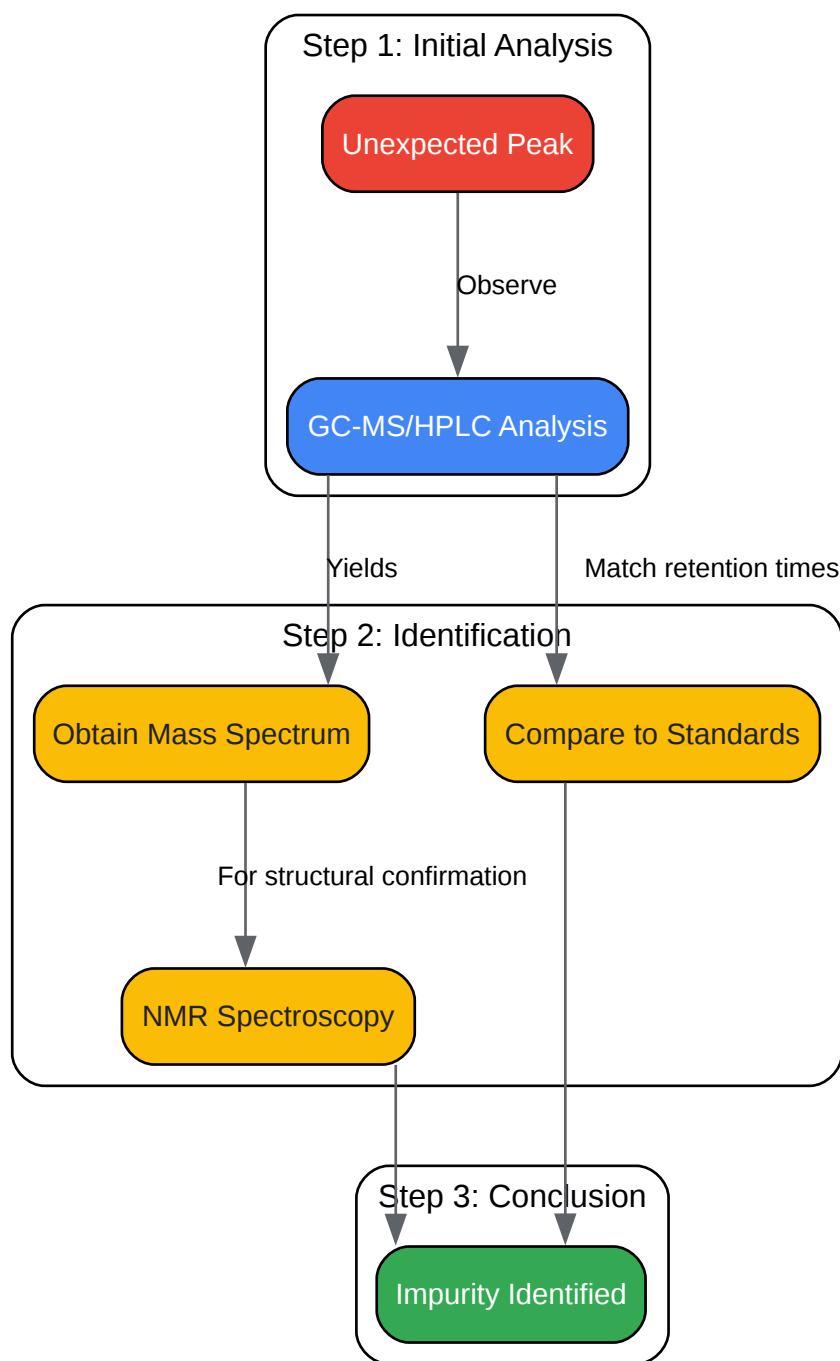 Step 1: Initial Analysis
Unexpected Peak
Observe
GC-MS/HPLC Analysis
Yields
Match retention times
Step 2: Identification
Obtain Mass Spectrum
Compare to Standards
For structural confirmation
NMR Spectroscopy
Step 3: Conclusion
Impurity Identified